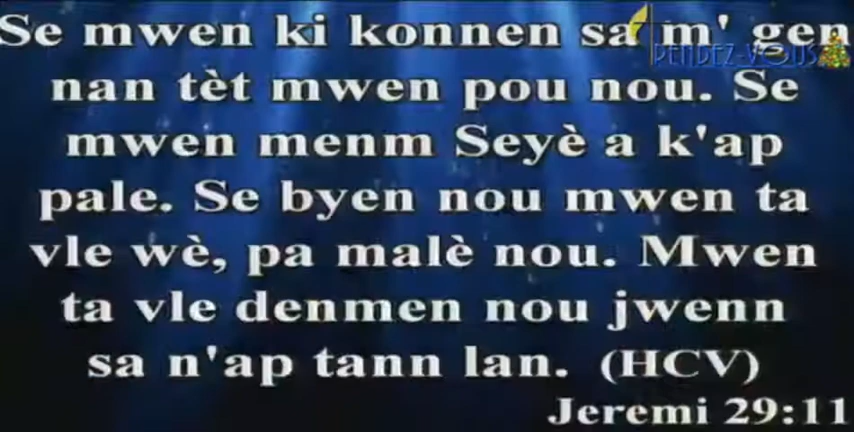 Se mwen ki konnen sa m' gen
RENDEZ-VOUS
nan tèt mwen pou nou. Se
mwen menm Seyè a k'ap
pale. Se byen nou mwen ta
vle wè, pa malè nou. Mwen
ta vle denmen nou jwenn
sa n'ap tann lan. (HCV)
Jeremi 29:11